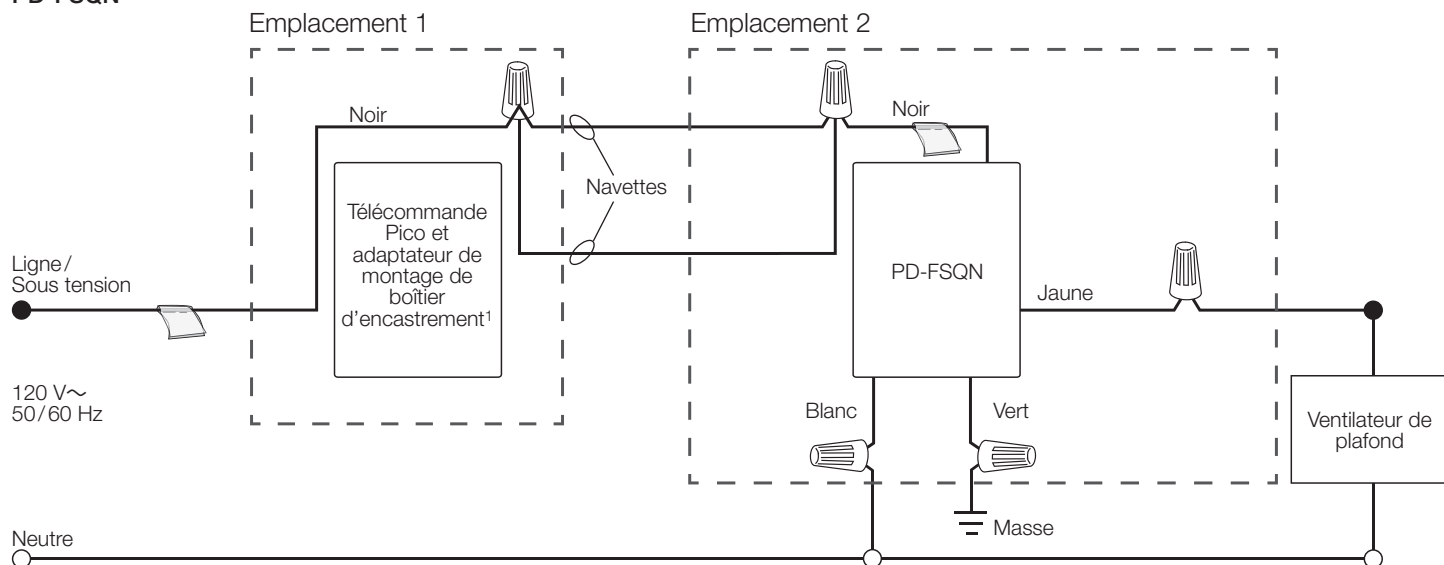 PD-FSQN
Emplacement 1
Emplacement 2
Noir
Noir
Navettes
Télécommande
Pico et
adaptateur de
montage de
boîtier
d'encastrement¹
PD-FSQN
Ligne/
Sous tension
Jaune
120 V~
50/60 Hz
Blanc
Vert
Ventilateur de
plafond
Masse
Neutre